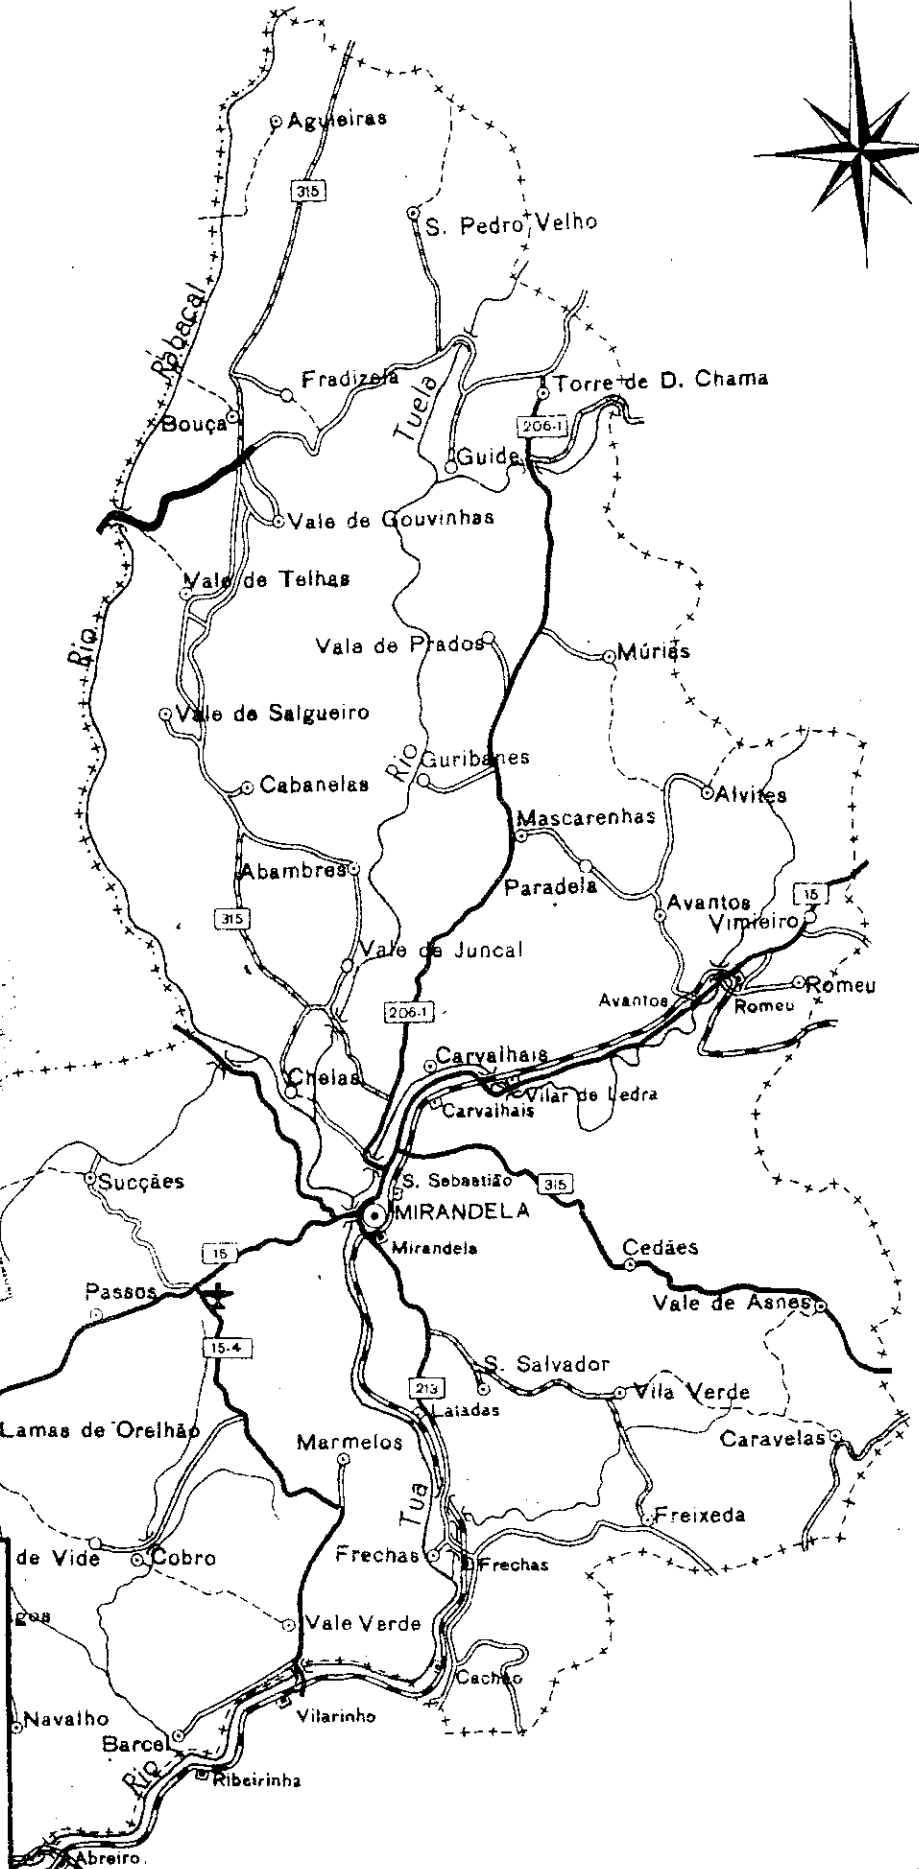 Aguieiras
315
S. Pedro Velho
Rabaçal
Fradizela
Torre de D. Chama
Tuela
Bouça
206-1
Guide
Vale de Gouvinhas
Vale de Telhas
Rio
Vala de Prados
Múrias
Vale de Salgueiro
Rio
Guribanes
Cabanelas
Alvites
Mascarenhas
Abambres
Paradela
Avantos
15
Vimieiro
315
Vale de Juncal
Romeu
Avantos
Romeu
206-1
Carvalhais
Chelas
Vilar de Ledra
Carvalhais
Sucçães
S. Sebastião
315
MIRANDELA
15
Mirandela
Cedães
Passos
Vale de Asnes
15-4
S. Salvador
213
Vila Verde
Latadas
Lamas de Orelhão
Marmelos
Caravelas
Tua
Freixeda
de Vide
Cobro
Frechas
Frechas
gos
Vale Verde
Cachão
Navalho
Vilarinho
Barcel
Rio
Ribeirinha
Abreiro